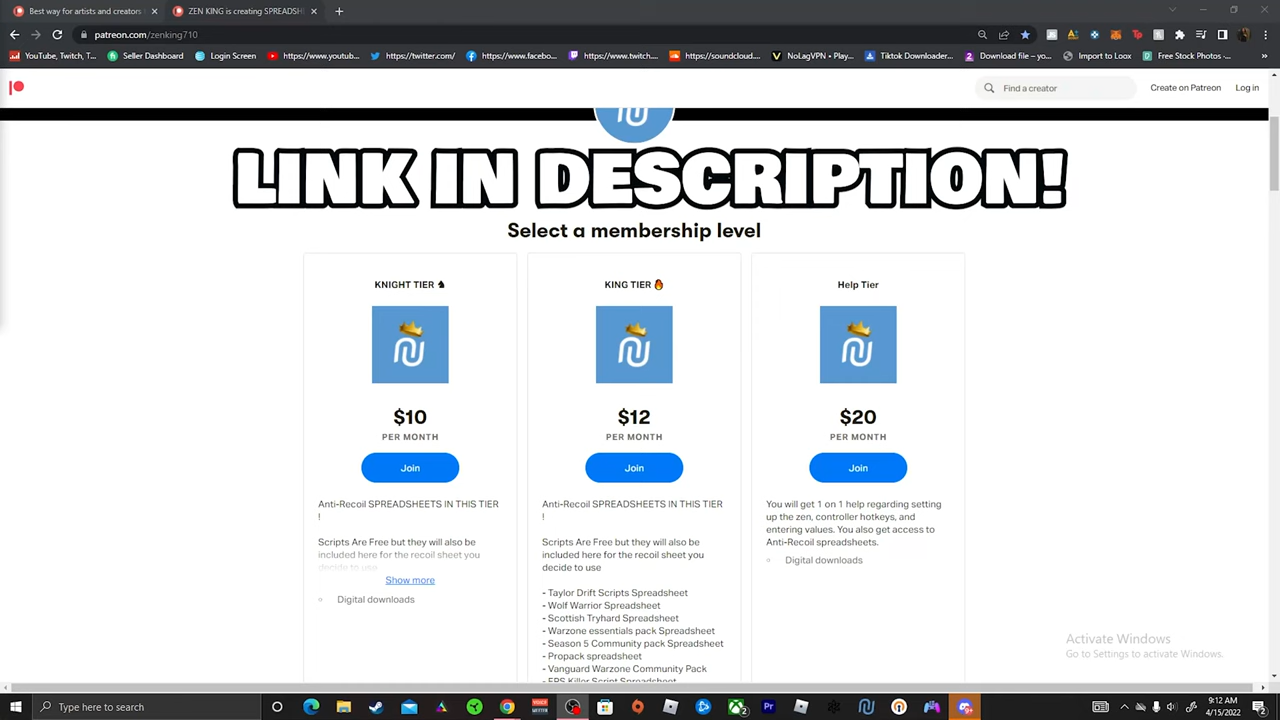 Best way for artists and creators
ZEN KING is creating SPREADSH
patreon.com/zenking710
YouTube, Twitch, T...
Seller Dashboard
Login Screen
https://www.youtub...
https://twitter.com/
https://www.facebo...
https://www.twitch....
https://soundcloud....
NoLagVPN • Play...
Tiktok Downloader...
Download file – yo...
Import to Loox
Free Stock Photos -...
Find a creator
Create on Patreon
Log in
LINK IN DESCRIPTION!
Select a membership level
KNIGHT TIER
$10
PER MONTH
Join
Anti-Recoil SPREADSHEETS IN THIS TIER
!
Scripts Are Free but they will also be
included here for the recoil sheet you
decide to use
Show more
Digital downloads
KING TIER
$12
PER MONTH
Join
Anti-Recoil SPREADSHEETS IN THIS TIER
!
Scripts Are Free but they will also be
included here for the recoil sheet you
decide to use
- Taylor Drift Scripts Spreadsheet
- Wolf Warrior Spreadsheet
- Scottish Tryhard Spreadsheet
- Warzone essentials pack Spreadsheet
- Season 5 Community pack Spreadsheet
- Propack spreadsheet
- Vanguard Warzone Community Pack
- FPS Killer Script Spreadsheet
Help Tier
$20
PER MONTH
Join
You will get 1 on 1 help regarding setting
up the zen, controller hotkeys, and
entering values. You also get access to
Anti-Recoil spreadsheets.
Digital downloads
Activate Windows
Go to Settings to activate Windows.
Type here to search
9:12 AM
4/15/2022